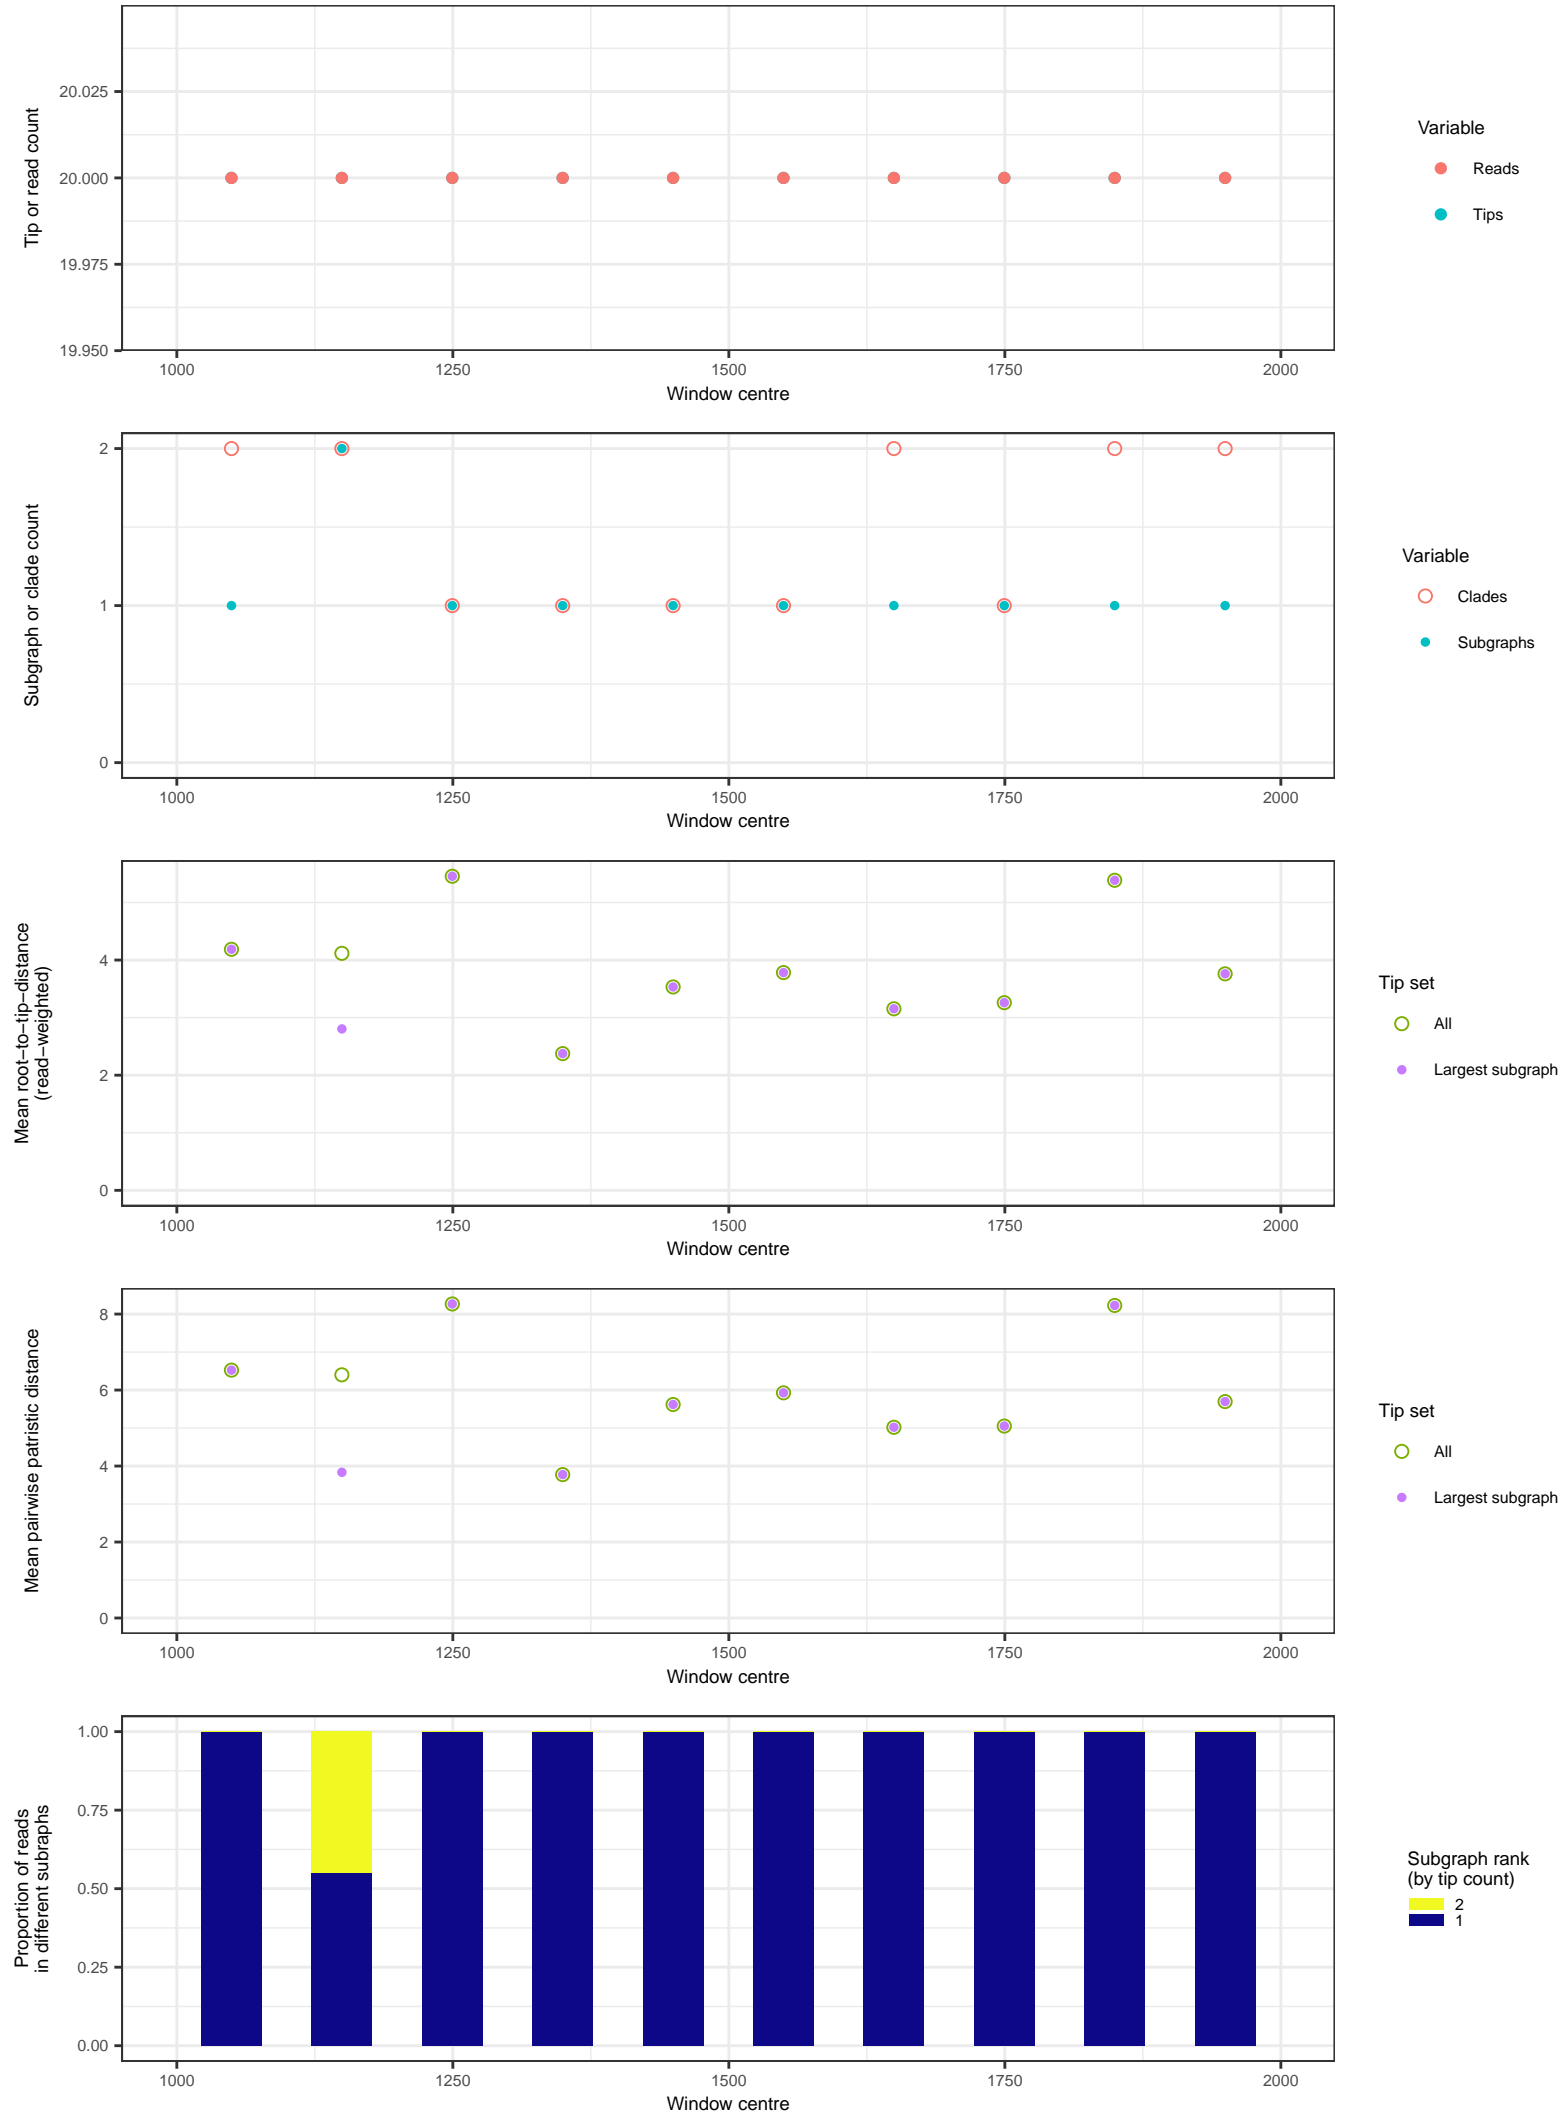 20.025
20.000
19.975
19.950
Tip or read count
1000 1250 1500 1750 2000
Window centre
Variable
Reads
Tips
2
1
0
Subgraph or clade count
1000 1250 1500 1750 2000
Window centre
Variable
Clades
Subgraphs
4
2
0
Mean root−to−tip−distance
(read−weighted)
1000 1250 1500 1750 2000
Window centre
Tip set
All
Largest subgraph
8
6
4
2
0
Mean pairwise patristic distance
1000 1250 1500 1750 2000
Window centre
Tip set
All
Largest subgraph
1.00
0.75
0.50
0.25
0.00
Proportion of reads
in different subraphs
1000 1250 1500 1750 2000
Window centre
Subgraph rank
(by tip count)
2
1